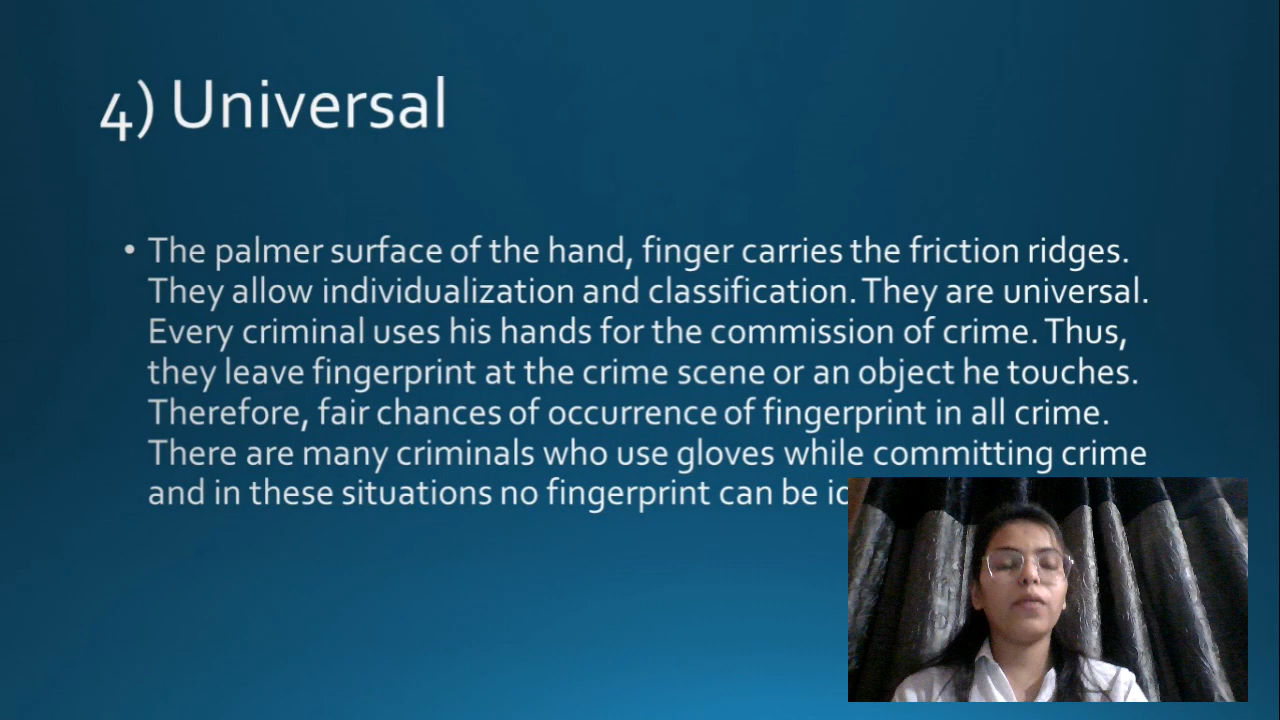 4) Universal
• The palmer surface of the hand, finger carries the friction ridges.
They allow individualization and classification. They are universal.
Every criminal uses his hands for the commission of crime. Thus,
they leave fingerprint at the crime scene or an object he touches.
Therefore, fair chances of occurrence of fingerprint in all crime.
There are many criminals who use gloves while committing crime
and in these situations no fingerprint can be